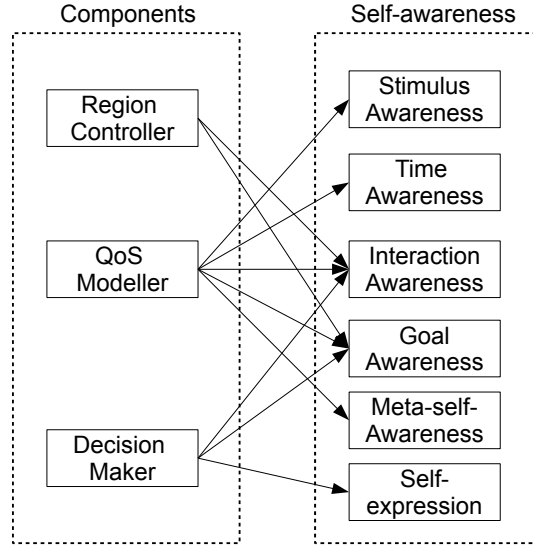 Components
Self-awareness
Region
Controller
QoS
Modeller
Decision
Maker
Stimulus
Awareness
Time
Awareness
Interaction
Awareness
Goal
Awareness
Meta-self-
Awareness
Self-
expression